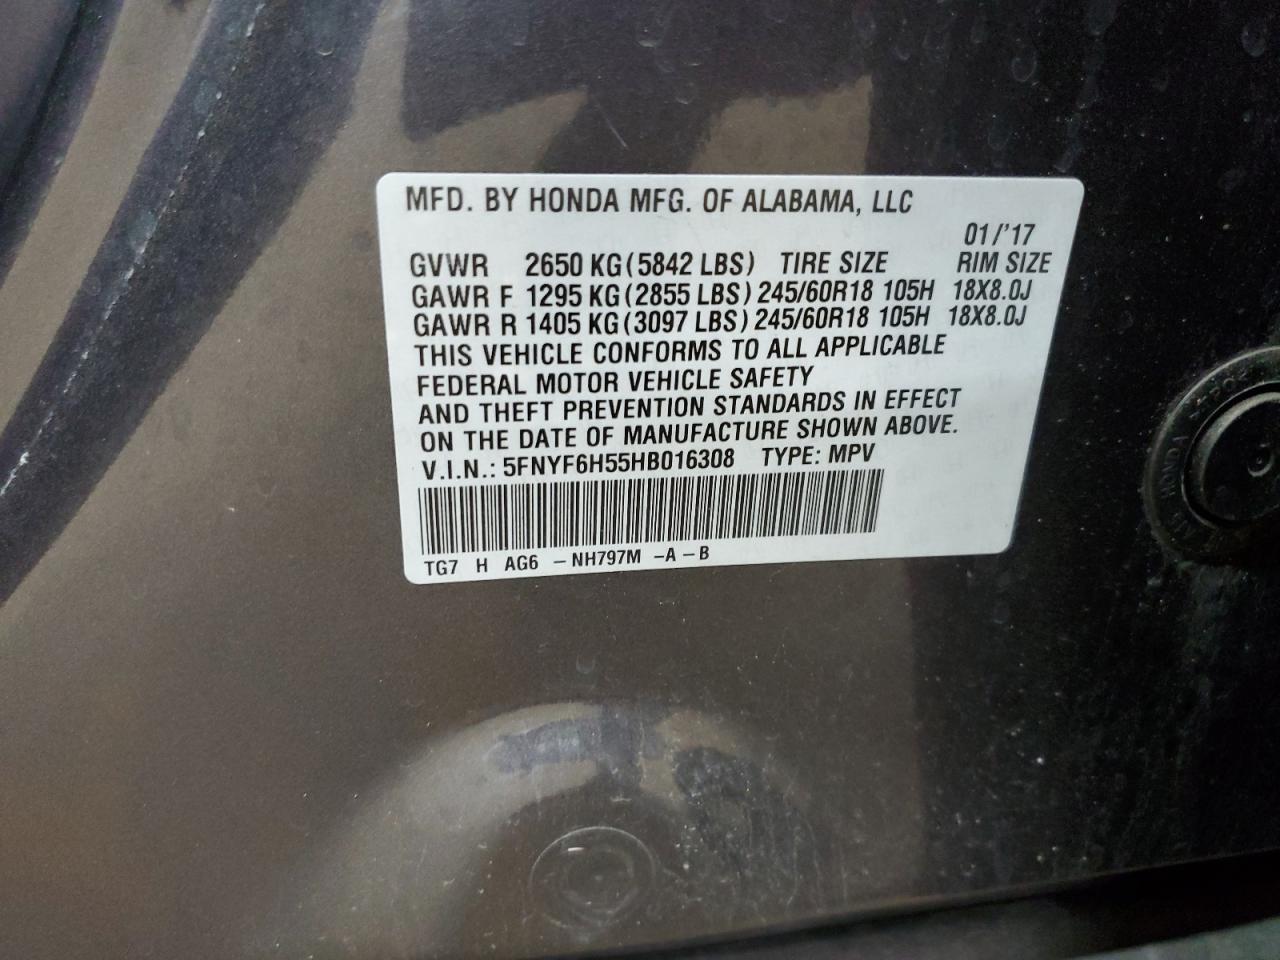 MFD. BY HONDA MFG. OF ALABAMA, LLC
01/'17
GVWR 2650 KG(5842 LBS) TIRE SIZE RIM SIZE
GAWR F 1295 KG(2855 LBS) 245/60R18 105H 18X8.0J
GAWR R 1405 KG(3097 LBS) 245/60R18 105H 18X8.0J
THIS VEHICLE CONFORMS TO ALL APPLICABLE
FEDERAL MOTOR VEHICLE SAFETY
AND THEFT PREVENTION STANDARDS IN EFFECT
ON THE DATE OF MANUFACTURE SHOWN ABOVE.
V.I.N.: 5FNYF6H55HB016308 TYPE: MPV
TG7 H AG6 -NH797M -A-B